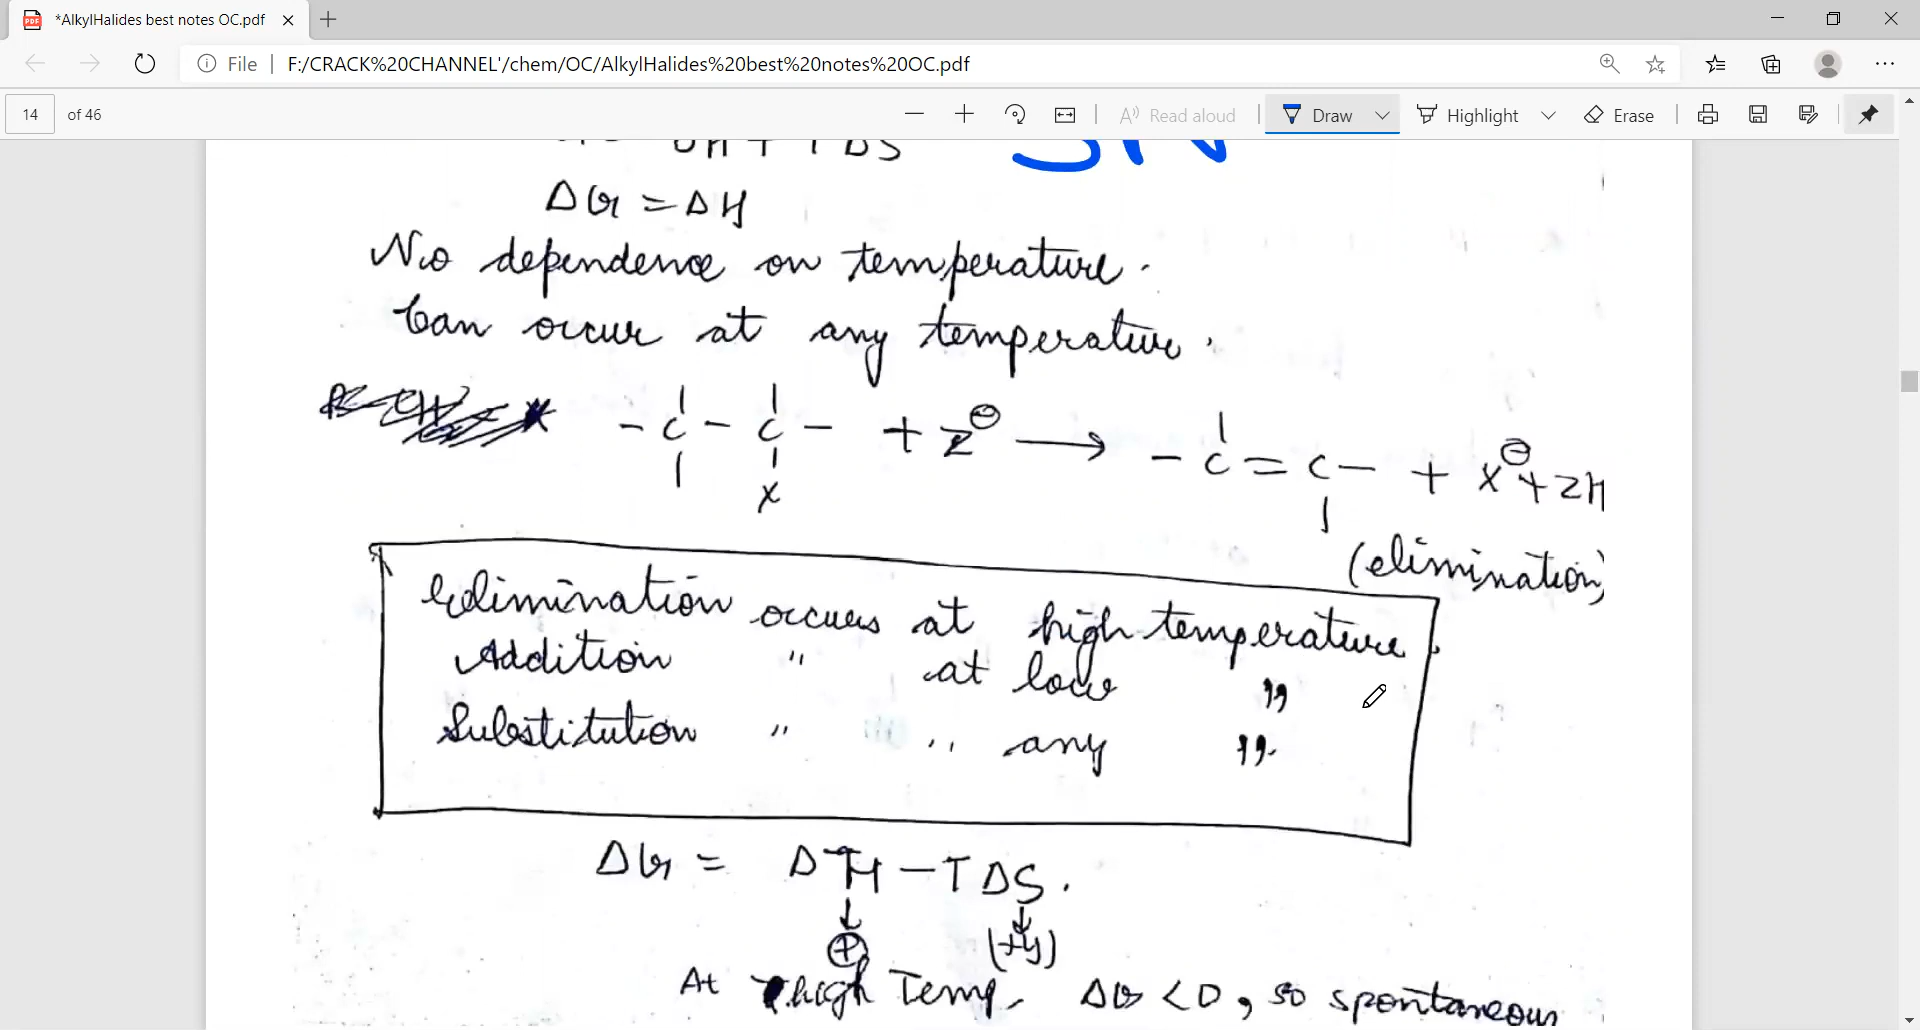 *AlkylHalides best notes OC.pdf
File F:/CRACK%20CHANNEL'/chem/OC/AlkylHalides%20best%20notes%20OC.pdf
14 of 46 Read aloud Draw Highlight Erase
SN
ΔG = ΔH
No dependence on temperature.
Can occur at any temperature.
- C - C - + Z⊖ → - C = C - + X⊖ + ZH
X
(elimination)
Elimination occurs at high temperature.
Addition " at low "
Substitution " " any ".
ΔG = ΔH - TΔS.
⊕ (+y)
At high Temp. ΔG < 0, so spontaneous